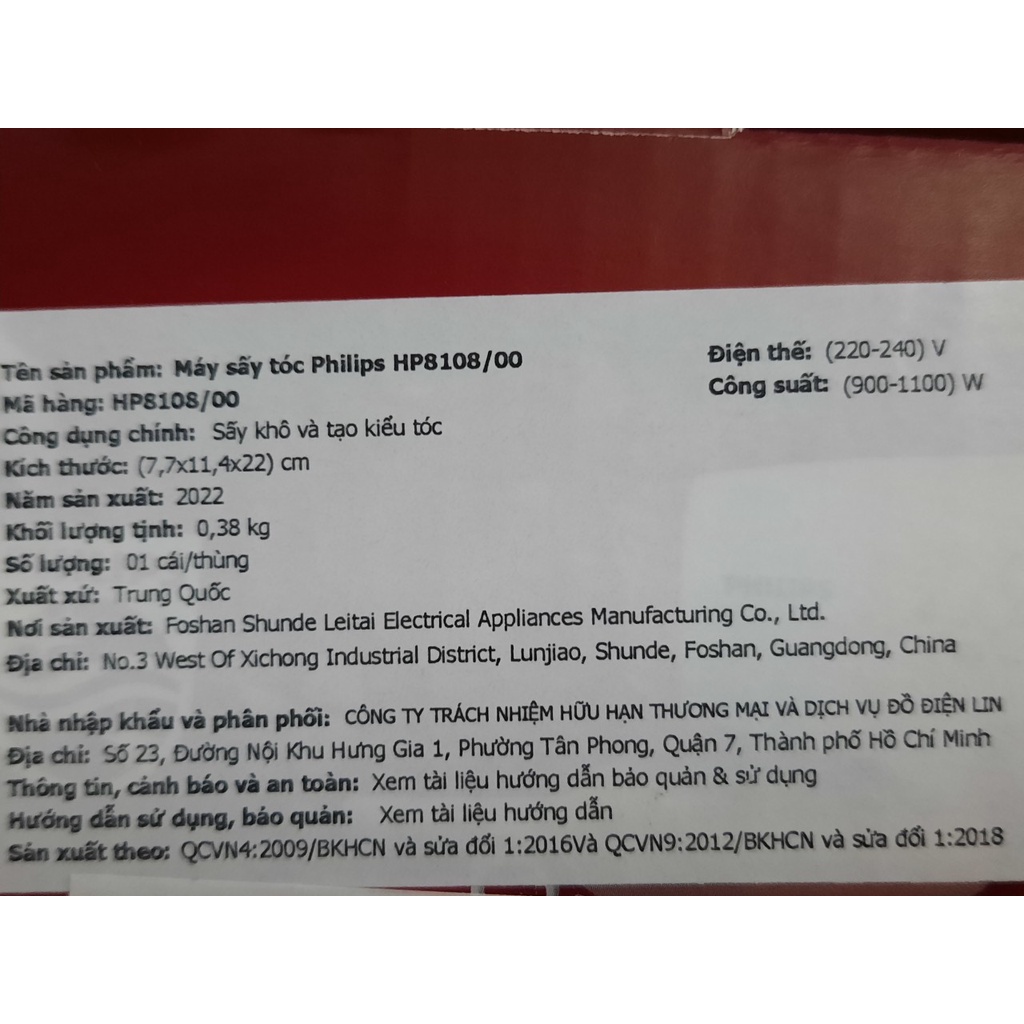 Tên sản phẩm: Máy sấy tóc Philips HP8108/00
Điện thế: (220-240) V
Mã hàng: HP8108/00
Công suất: (900-1100) W
Công dụng chính: Sấy khô và tạo kiểu tóc
Kích thước: (7,7x11,4x22) cm
Năm sản xuất: 2022
Khối lượng tịnh: 0,38 kg
Số lượng: 01 cái/thùng
Xuất xứ: Trung Quốc
Nơi sản xuất: Foshan Shunde Leitai Electrical Appliances Manufacturing Co., Ltd.
Địa chỉ: No.3 West Of Xichong Industrial District, Lunjiao, Shunde, Foshan, Guangdong, China
Nhà nhập khẩu và phân phối: CÔNG TY TRÁCH NHIỆM HỮU HẠN THƯƠNG MẠI VÀ DỊCH VỤ ĐỒ ĐIỆN LIN
Địa chỉ: Số 23, Đường Nội Khu Hưng Gia 1, Phường Tân Phong, Quận 7, Thành phố Hồ Chí Minh
Thông tin, cảnh báo và an toàn: Xem tài liệu hướng dẫn bảo quản & sử dụng
Hướng dẫn sử dụng, bảo quản: Xem tài liệu hướng dẫn
Sản xuất theo: QCVN4:2009/BKHCN và sửa đổi 1:2016Và QCVN9:2012/BKHCN và sửa đổi 1:2018